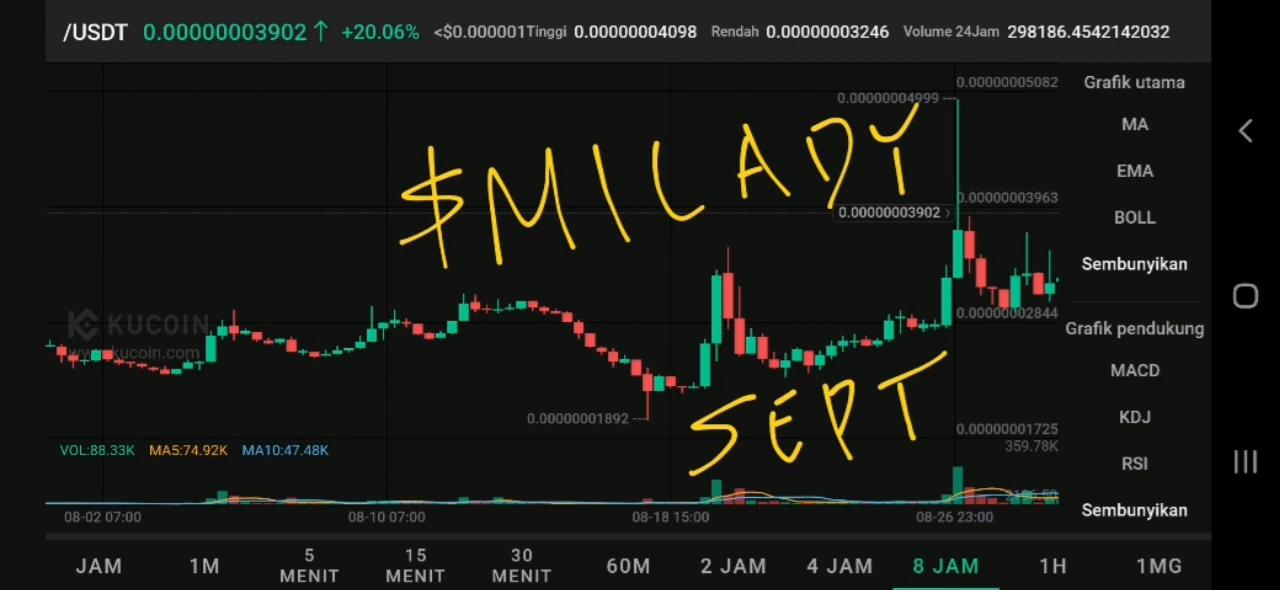 /USDT 0.00000003902↑ +20.06% <$0.000001 Tinggi 0.00000004098 Rendah 0.00000003246 Volume 24Jam 298186.4542142032
0.00000005082
Grafik utama
0.00000004999
MA
$MILADY
EMA
0.00000003963
0.00000003902
BOLL
Sembunyikan
0.00000002844
KUCOIN
www.kucoin.com
Grafik pendukung
MACD
SEPT
0.00000001892
KDJ
0.00000001725
359.78K
VOL:88.33K MA5:74.92K MA10:47.48K
RSI
Sembunyikan
08-02 07:00 08-10 07:00 08-18 15:00 08-26 23:00
JAM 1M 5 MENIT 15 MENIT 30 MENIT 60M 2 JAM 4 JAM 8 JAM 1H 1MG